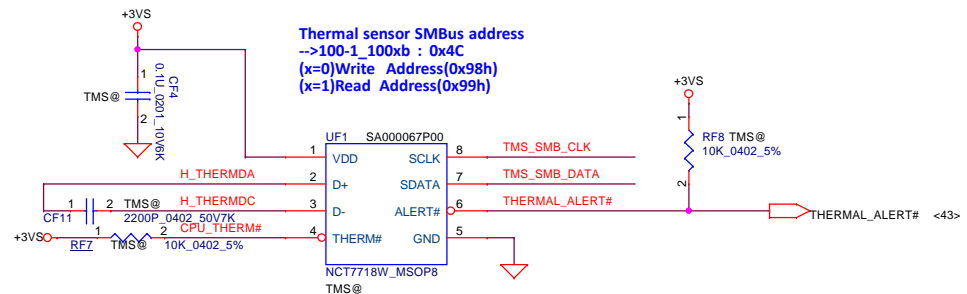 +3VS
Thermal sensor SMBus address
-->100-1_100xb : 0x4C
(x=0)Write Address(0x98h)
(x=1)Read Address(0x99h)
+3VS
1
2
TMS@
CF4
0.1U_0201_10V6K
1
2
RF8 TMS@
10K_0402_5%
UF1 SA000067P00
1 VDD SCLK 8 TMS_SMB_CLK
H_THERMDA 2 D+ SDATA 7 TMS_SMB_DATA
CF11 1 2 TMS@ H_THERMDC 3 D- ALERT# 6 THERMAL_ALERT#
2200P_0402_50V7K
THERMAL_ALERT# <43>
+3VS 1 2 CPU_THERM# 4 THERM# GND 5
RF7 TMS@ 10K_0402_5%
NCT7718W_MSOP8
TMS@